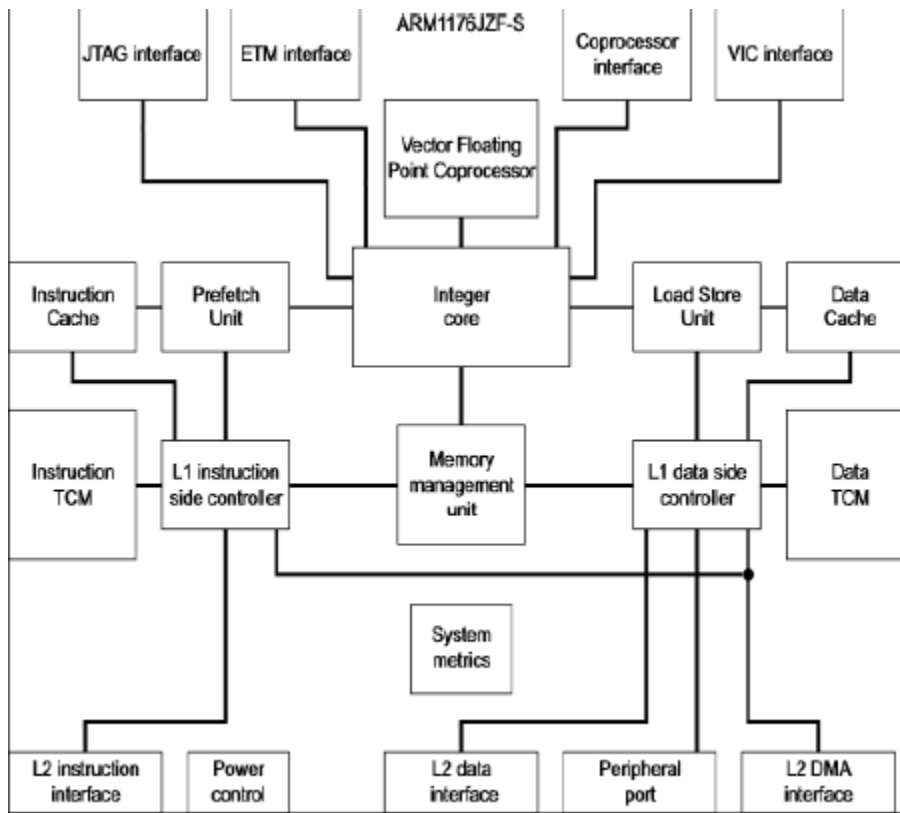 ARM1176JZF-S
JTAG interface
ETM interface
Coprocessor
interface
VIC interface
Vector Floating
Point Coprocessor
Instruction
Cache
Prefetch
Unit
Integer
core
Load Store
Unit
Data
Cache
Instruction
TCM
L1 instruction
side controller
Memory
management
unit
L1 data side
controller
Data
TCM
System
metrics
L2 instruction
interface
Power
control
L2 data
interface
Peripheral
port
L2 DMA
interface